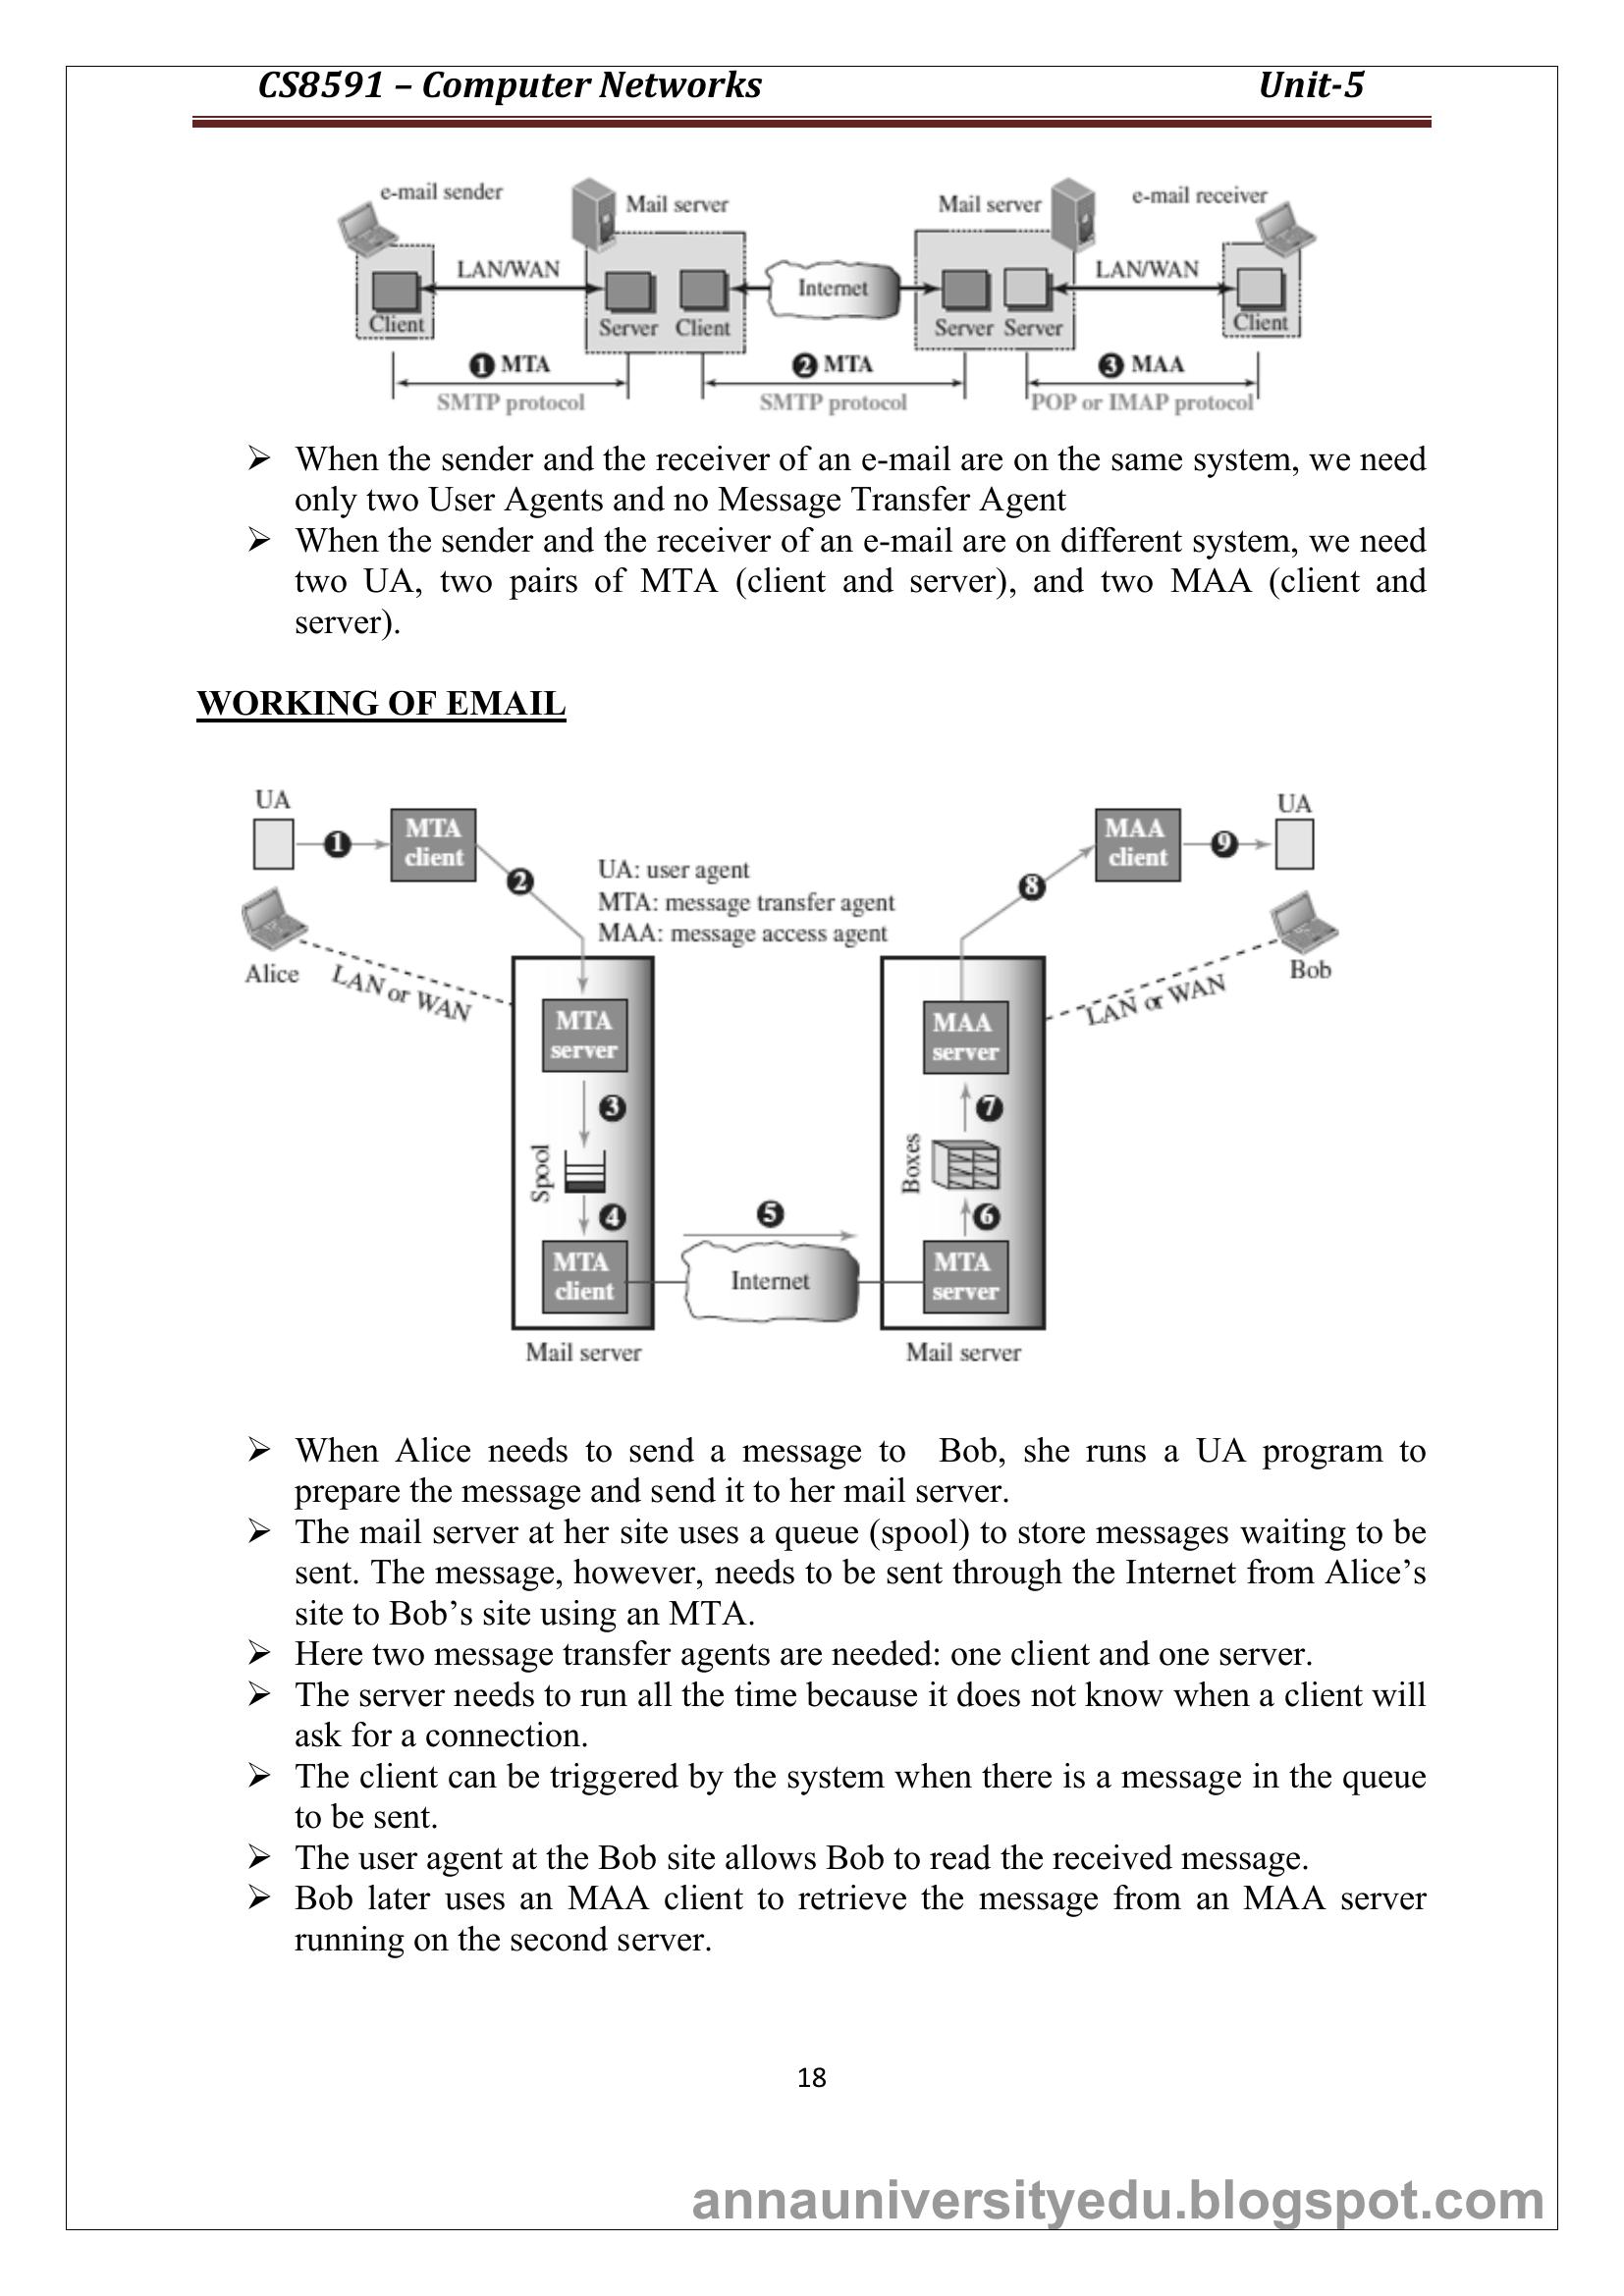 CS8591 – Computer Networks Unit-5
e-mail sender
Mail server
Mail server
e-mail receiver
LAN/WAN
LAN/WAN
Internet
Client
Server Client
Server Server
Client
1 MTA
2 MTA
3 MAA
SMTP protocol
SMTP protocol
POP or IMAP protocol
➢ When the sender and the receiver of an e-mail are on the same system, we need
only two User Agents and no Message Transfer Agent
➢ When the sender and the receiver of an e-mail are on different system, we need
two UA, two pairs of MTA (client and server), and two MAA (client and
server).
WORKING OF EMAIL
UA
1
MTA
client
2
UA: user agent
MTA: message transfer agent
MAA: message access agent
8
MAA
client
9
UA
Alice
LAN or WAN
LAN or WAN
Bob
MTA
server
3
Spool
4
MTA
client
5
Internet
MAA
server
7
Boxes
6
MTA
server
Mail server
Mail server
➢ When Alice needs to send a message to Bob, she runs a UA program to
prepare the message and send it to her mail server.
➢ The mail server at her site uses a queue (spool) to store messages waiting to be
sent. The message, however, needs to be sent through the Internet from Alice’s
site to Bob’s site using an MTA.
➢ Here two message transfer agents are needed: one client and one server.
➢ The server needs to run all the time because it does not know when a client will
ask for a connection.
➢ The client can be triggered by the system when there is a message in the queue
to be sent.
➢ The user agent at the Bob site allows Bob to read the received message.
➢ Bob later uses an MAA client to retrieve the message from an MAA server
running on the second server.
18
annauniversityedu.blogspot.com